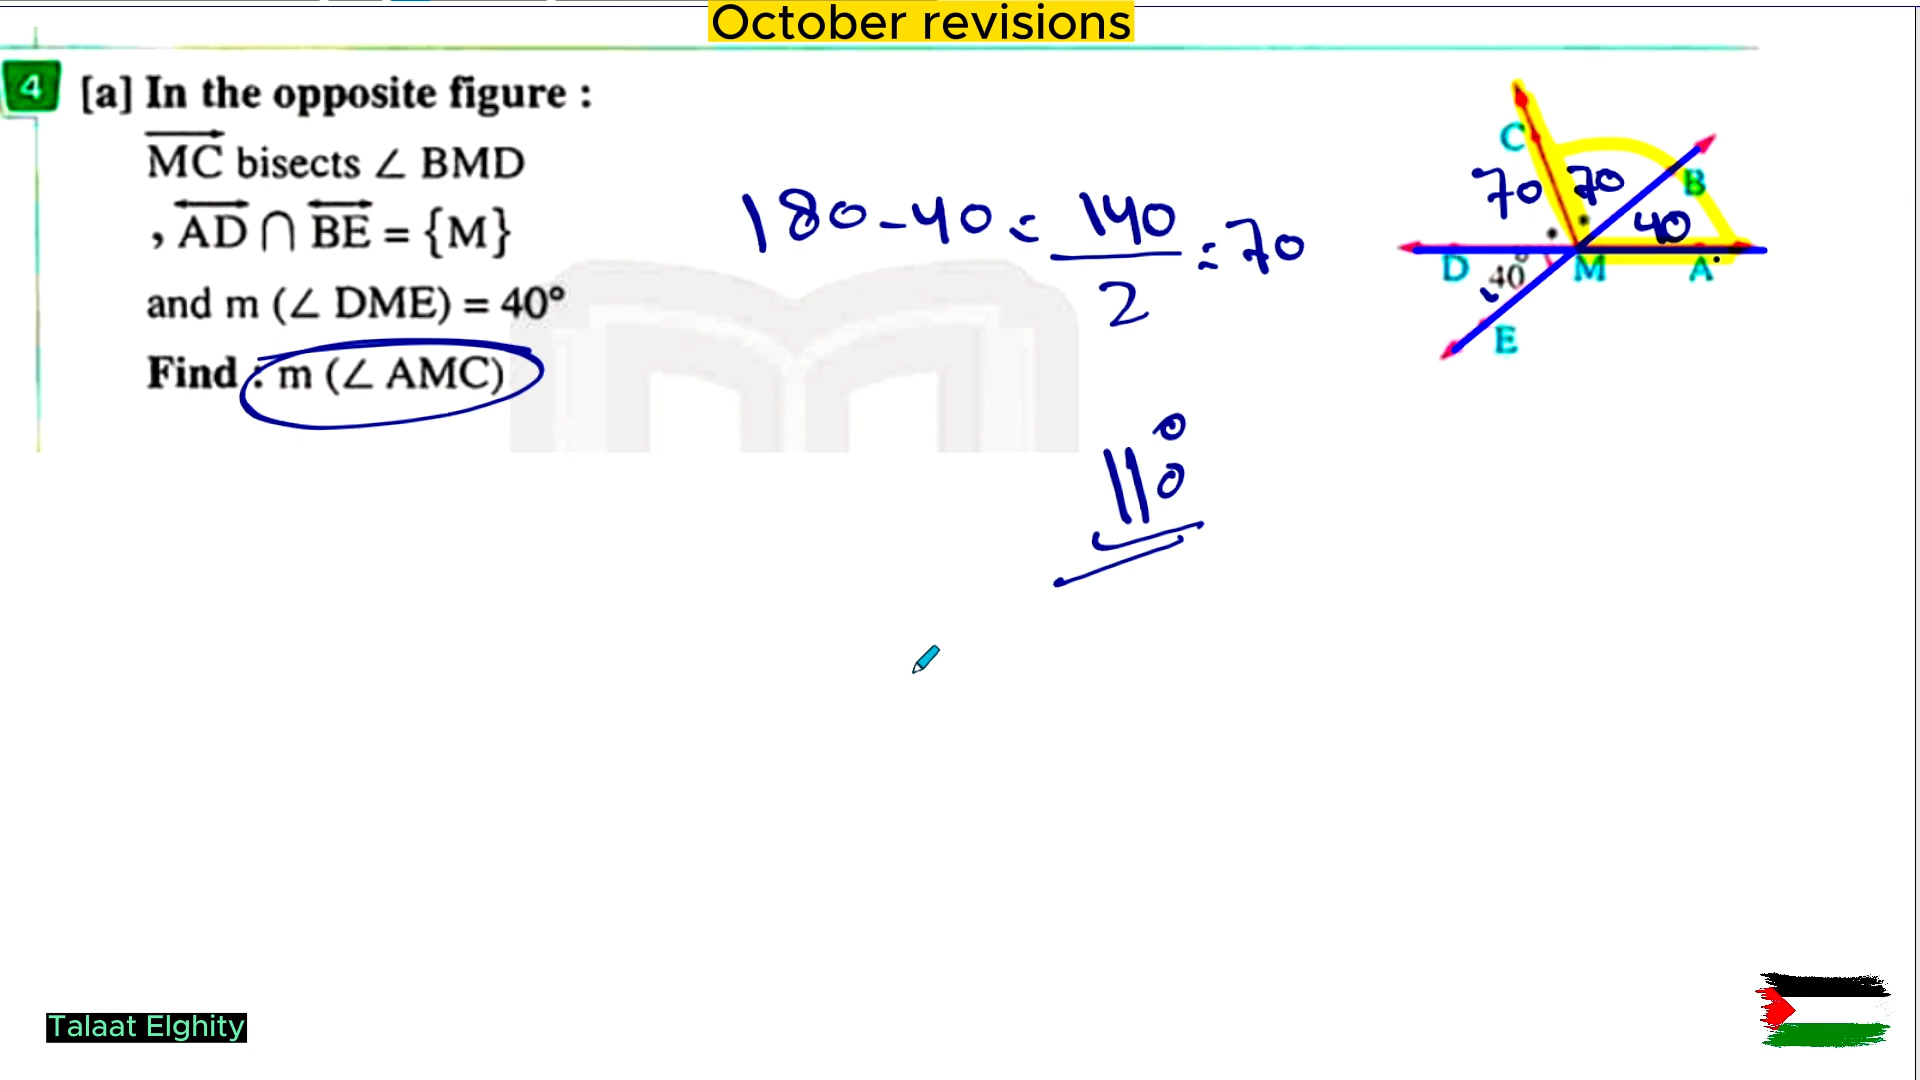 October revisions
4 [a] In the opposite figure :
MC bisects ∠ BMD
, AD ∩ BE = {M}
and m (∠ DME) = 40°
Find : m (∠ AMC)
180-40 = 140/2 = 70
110°
C
70 70
B
40
D 40° M A
E
Talaat Elghity